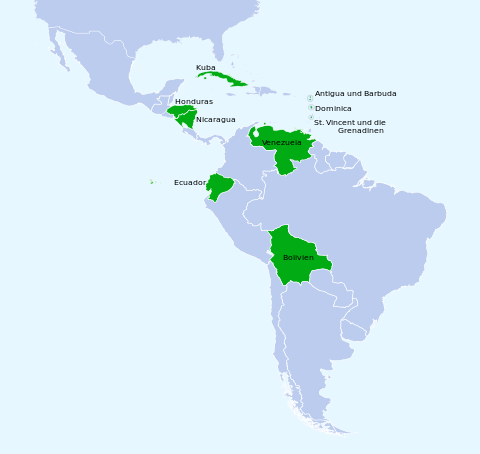 Kuba
Antigua und Barbuda
Honduras
Dominica
Nicaragua
St. Vincent und die
Grenadinen
Venezuela
Ecuador
Bolivien